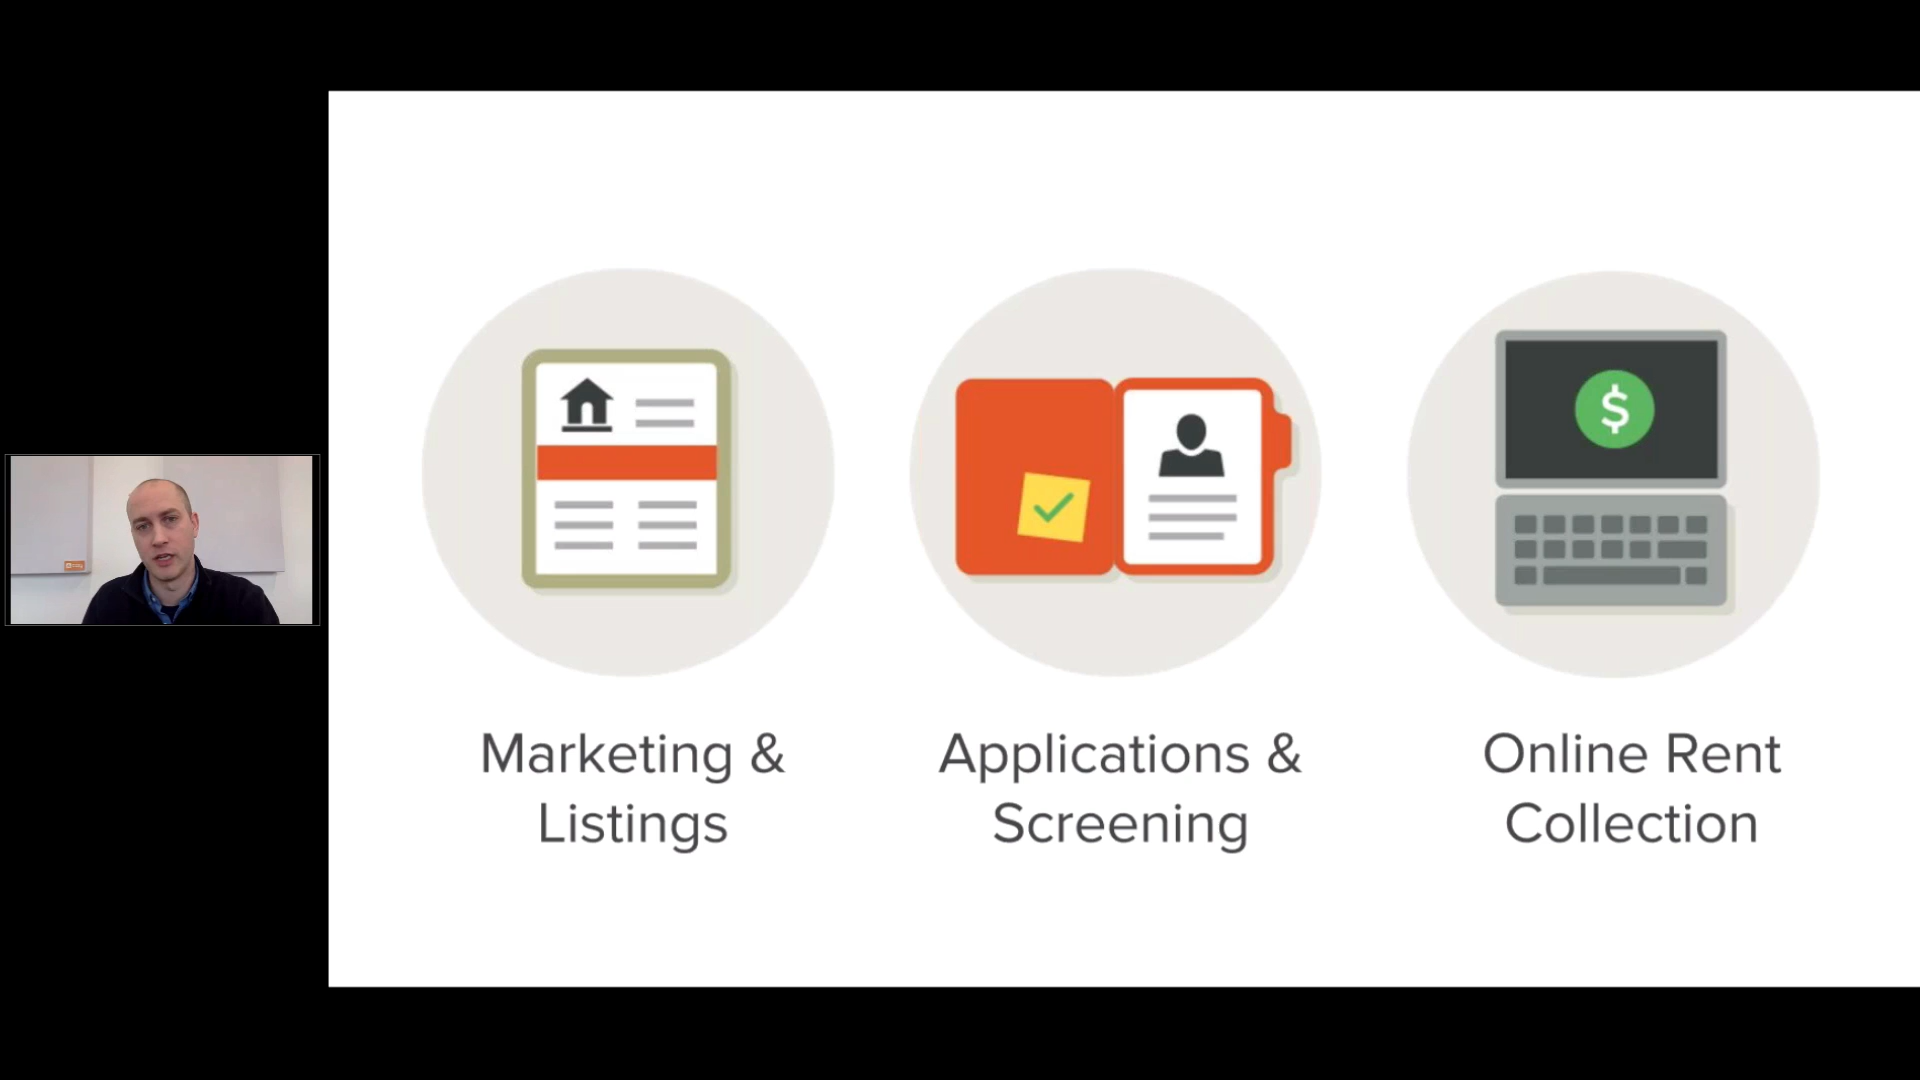 Marketing &
Listings
Applications &
Screening
Online Rent
Collection
$